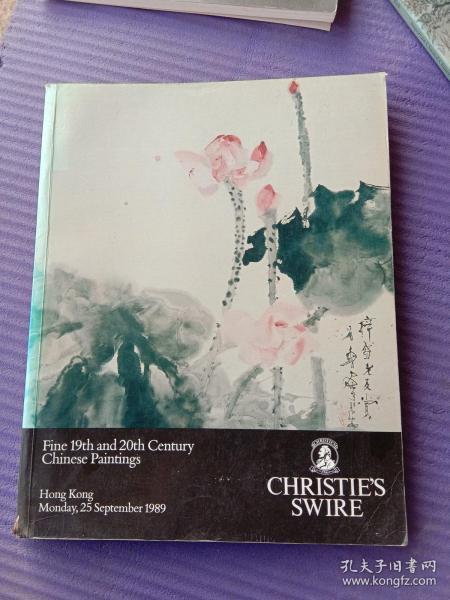 Fine 19th and 20th Century
Chinese Paintings
Hong Kong
Monday, 25 September 1989
CHRISTIE'S
SWIRE
孔夫子旧书网
www.kongfz.com